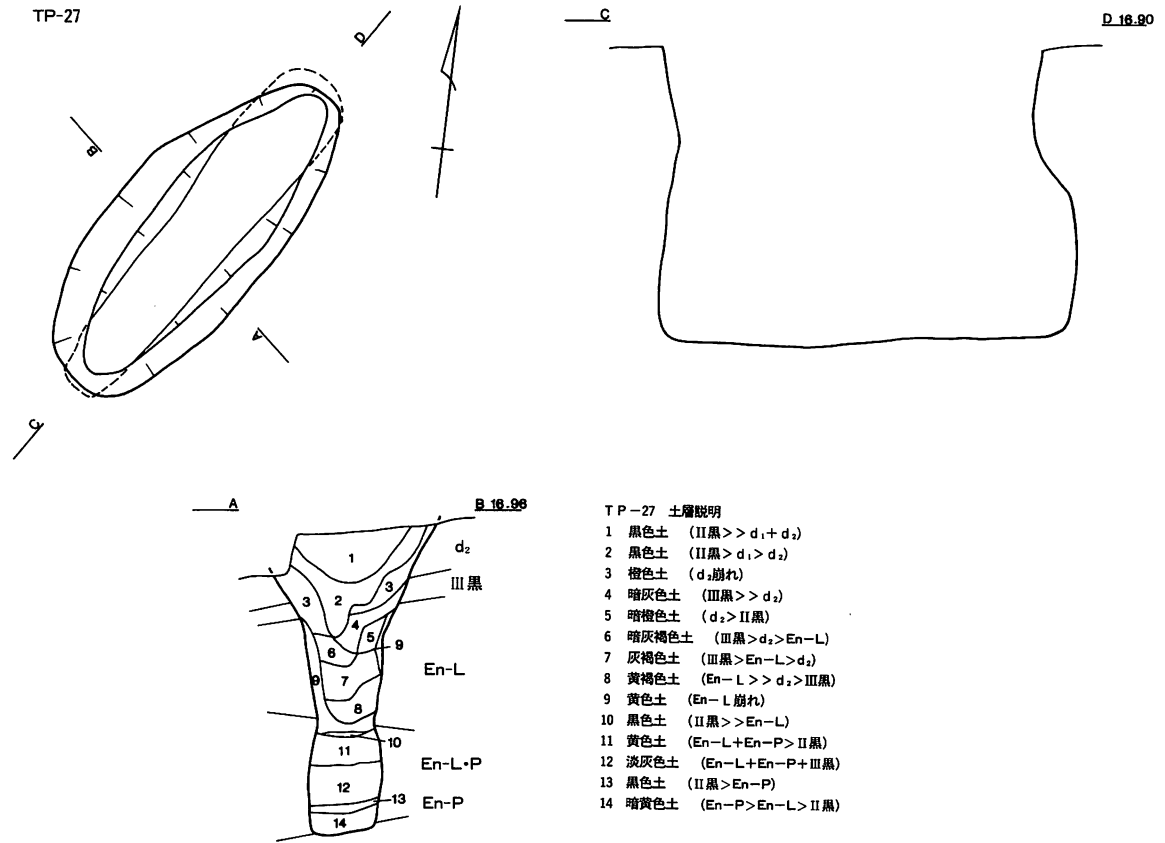 TP-27
C
D 16.90
D
B
A
C
A
B 16.96
d₂
III黒
En-L
En-L・P
En-P
1
2
3
3
4
5
6
7
8
9
9
10
11
12
13
14
TP-27 土層説明
1 黒色土 (II黒>>d₁+d₂)
2 黒色土 (II黒>d₁>d₂)
3 橙色土 (d₂崩れ)
4 暗灰色土 (III黒>>d₂)
5 暗橙色土 (d₂>II黒)
6 暗灰褐色土 (III黒>d₂>En-L)
7 灰褐色土 (III黒>En-L>d₂)
8 黄褐色土 (En-L>>d₂>III黒)
9 黄色土 (En-L崩れ)
10 黒色土 (II黒>>En-L)
11 黄色土 (En-L+En-P>II黒)
12 淡灰色土 (En-L+En-P+III黒)
13 黒色土 (II黒>En-P)
14 暗黄色土 (En-P>En-L>II黒)